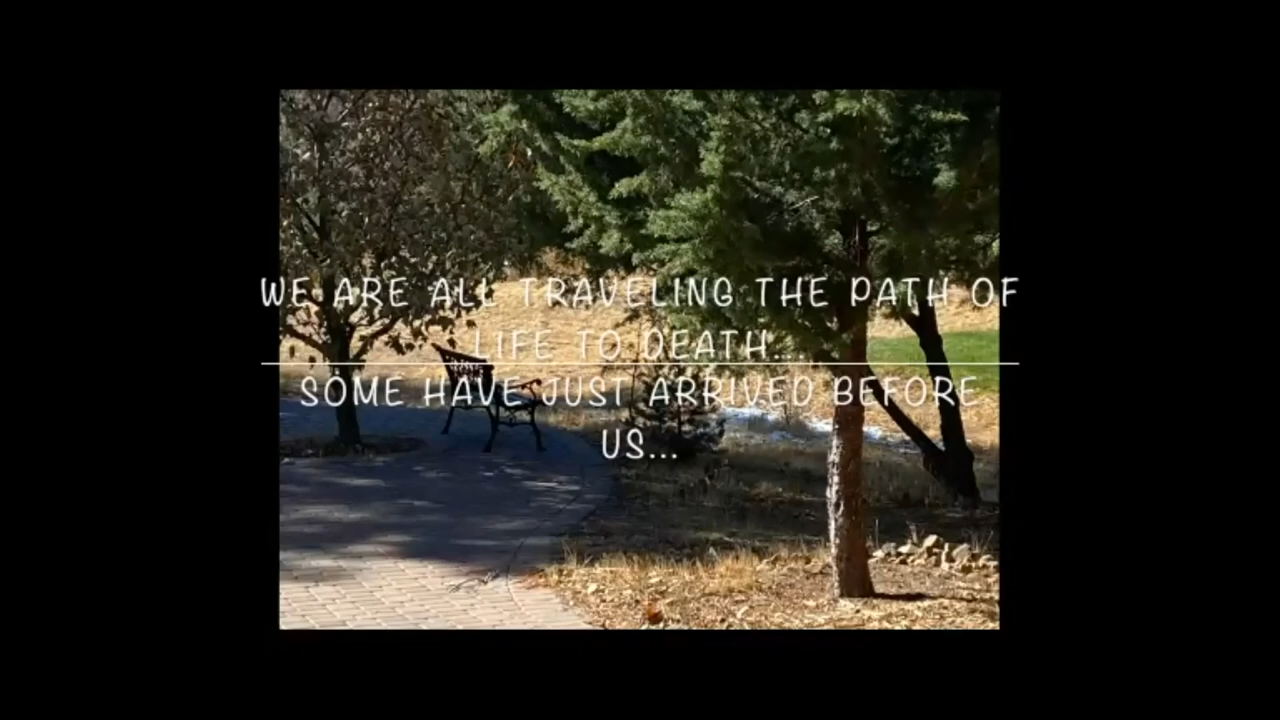 WE ARE ALL TRAVELING THE PATH OF
LIFE TO DEATH...
SOME HAVE JUST ARRIVED BEFORE
US...